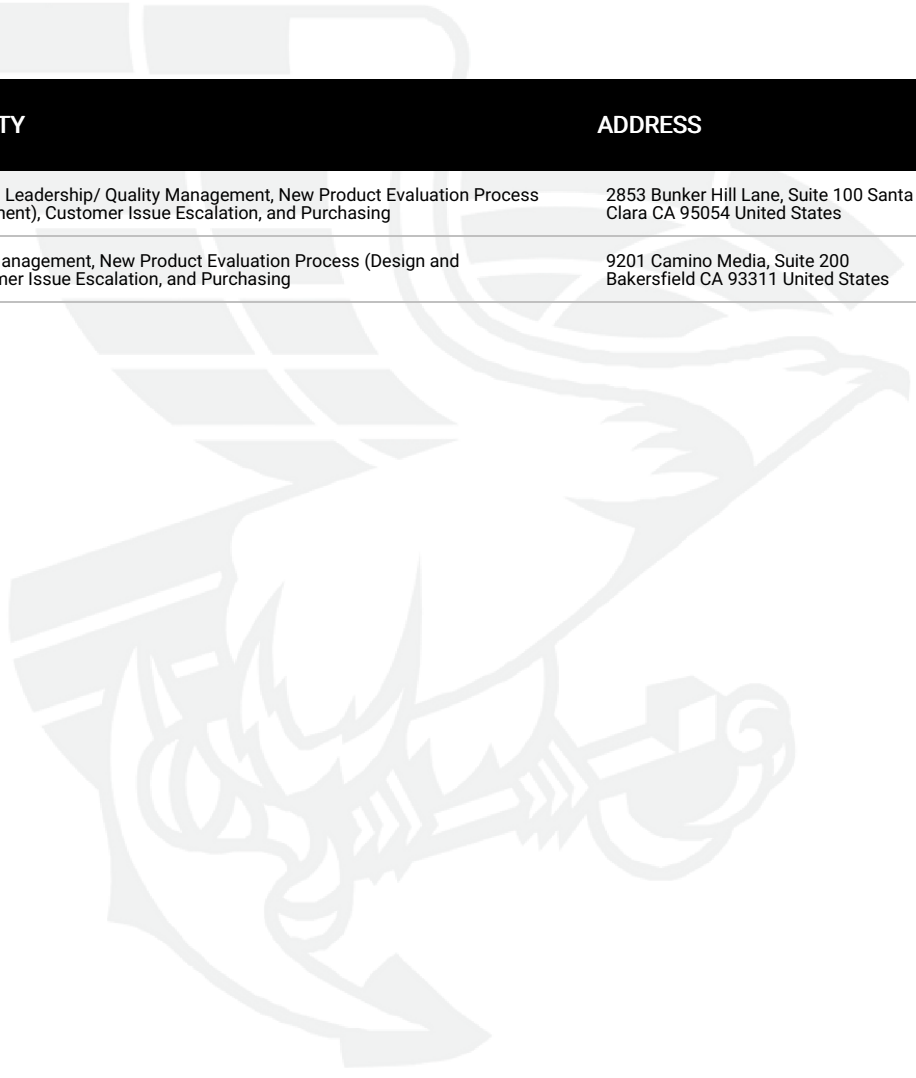 TY ADDRESS
Leadership/ Quality Management, New Product Evaluation Process
ment), Customer Issue Escalation, and Purchasing
2853 Bunker Hill Lane, Suite 100 Santa
Clara CA 95054 United States
anagement, New Product Evaluation Process (Design and
mer Issue Escalation, and Purchasing
9201 Camino Media, Suite 200
Bakersfield CA 93311 United States